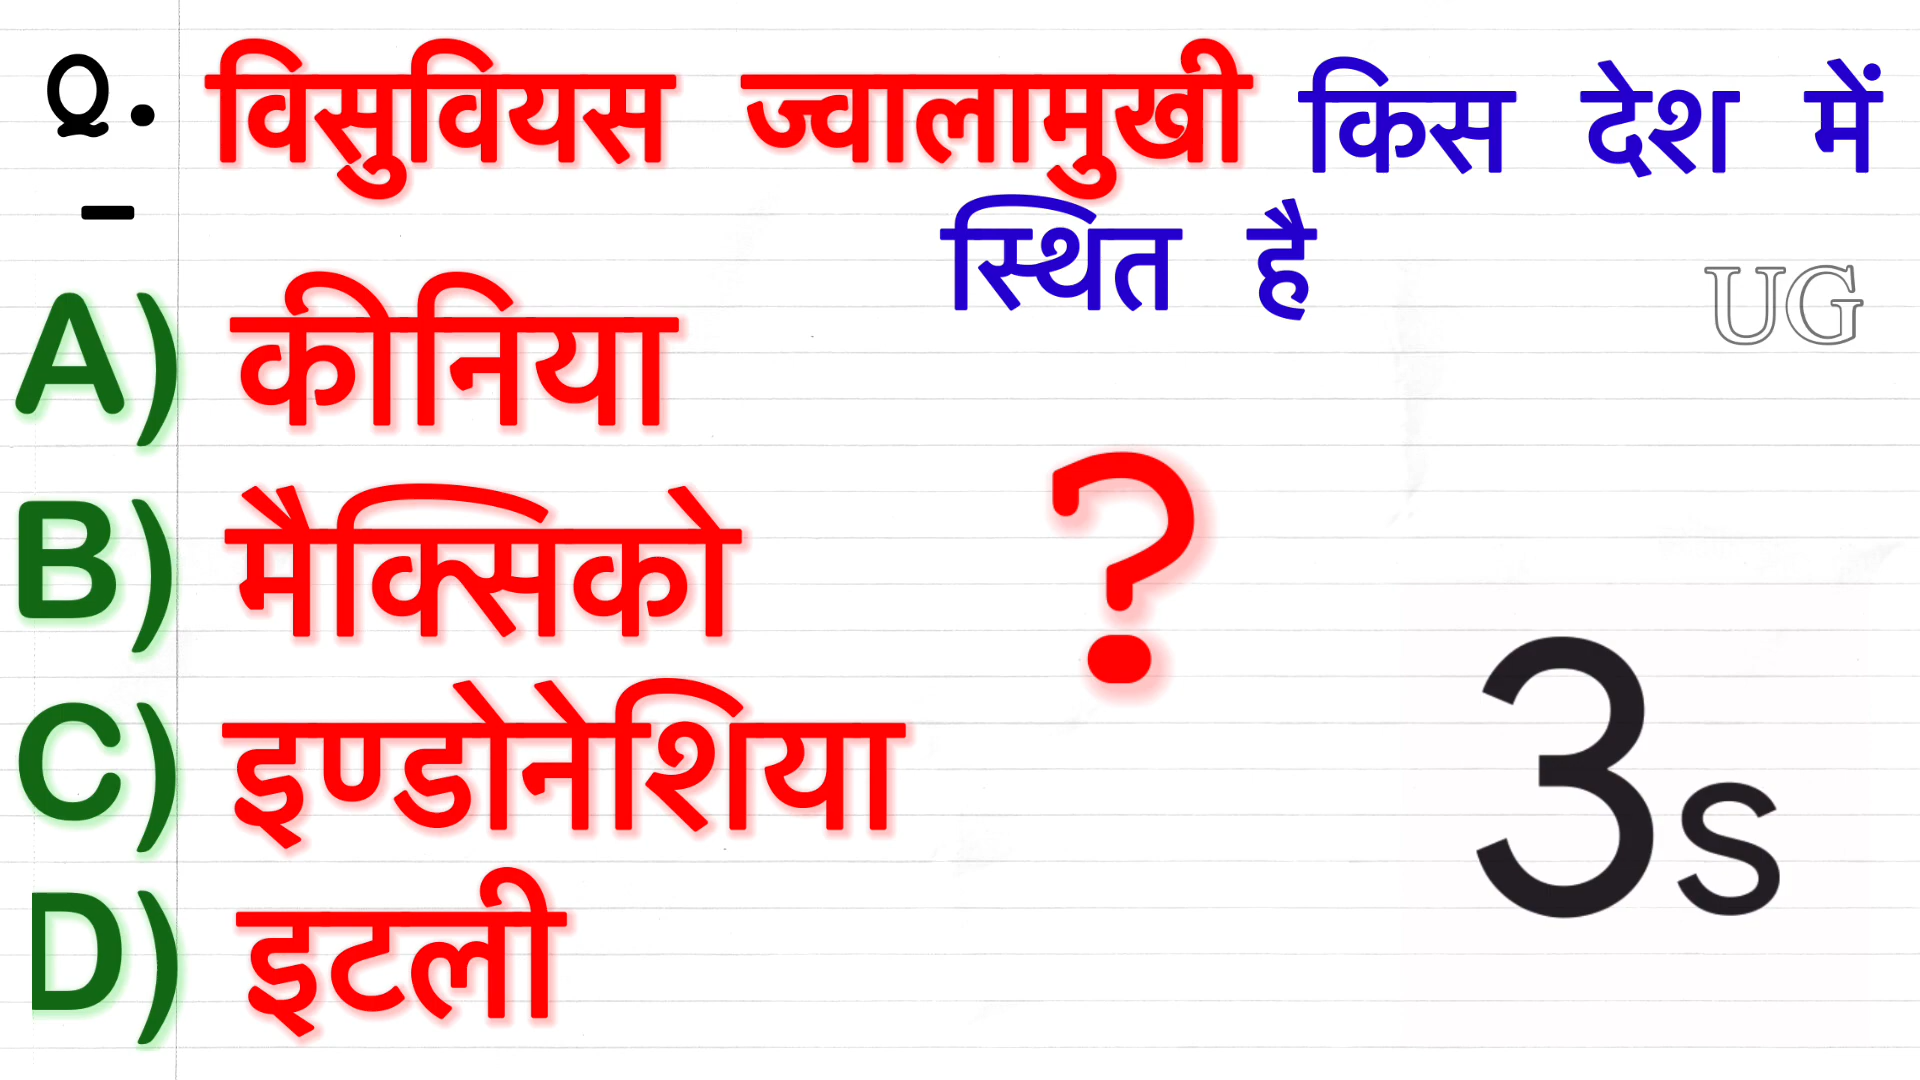 Q. विसुवियस ज्वालामुखी किस देश में
- स्थित है
UG
A) कीनिया
B) मैक्सिको
?
C) इण्डोनेशिया
3s
D) इटली